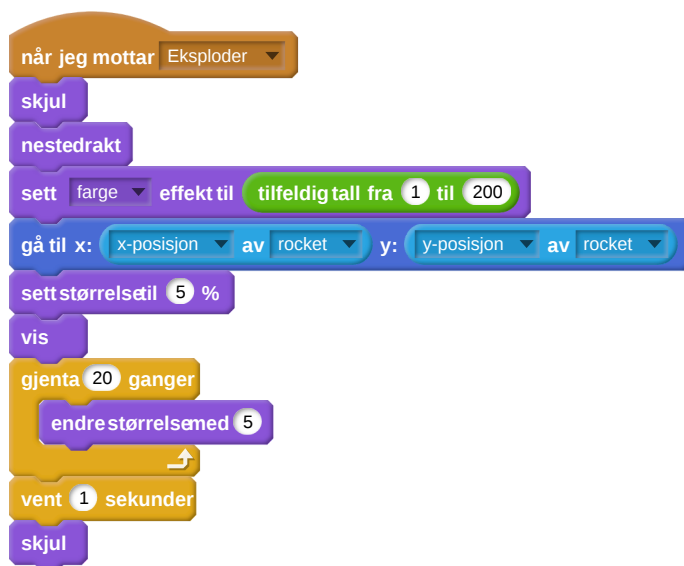 når jeg mottar Eksploder
skjul
nestedrakt
sett farge effekt til tilfeldig tall fra 1 til 200
gå til x: x-posisjon av rocket y: y-posisjon av rocket
sett størrelse til 5 %
vis
gjenta 20 ganger
endre størrelse med 5
vent 1 sekunder
skjul